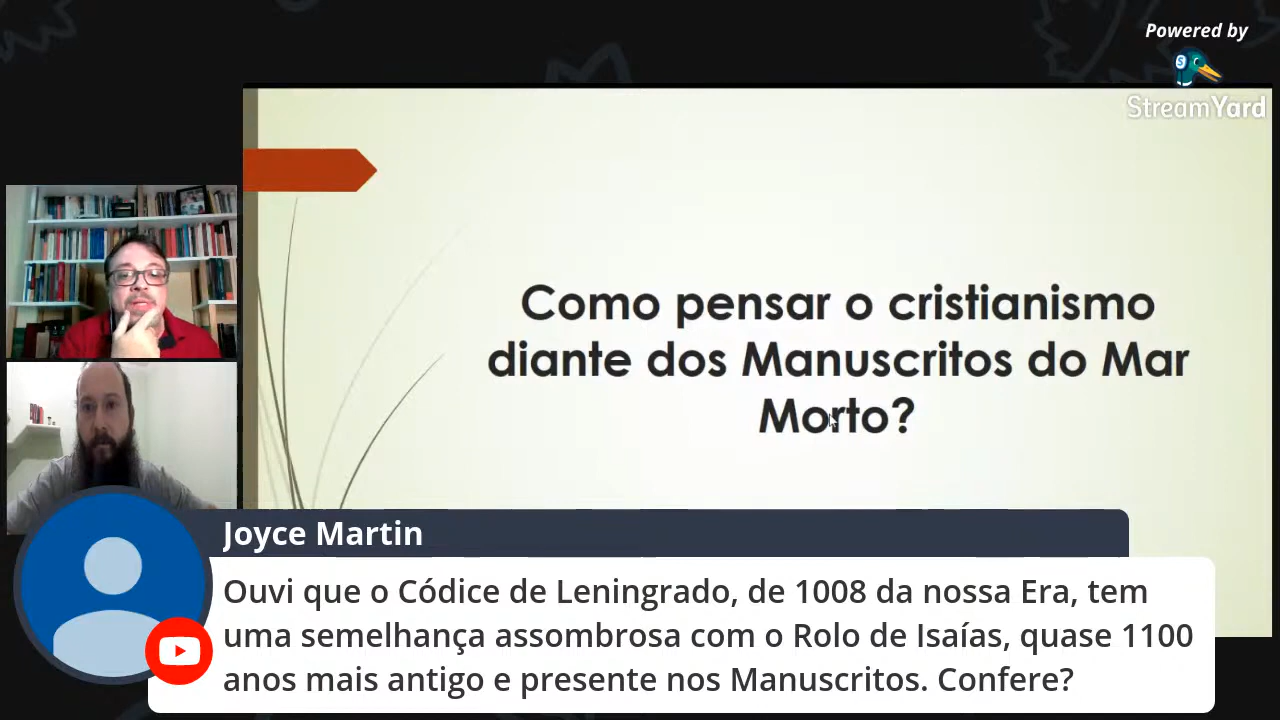 Powered by
StreamYard
Como pensar o cristianismo
diante dos Manuscritos do Mar
Morto?
Joyce Martin
Ouvi que o Códice de Leningrado, de 1008 da nossa Era, tem
uma semelhança assombrosa com o Rolo de Isaías, quase 1100
anos mais antigo e presente nos Manuscritos. Confere?